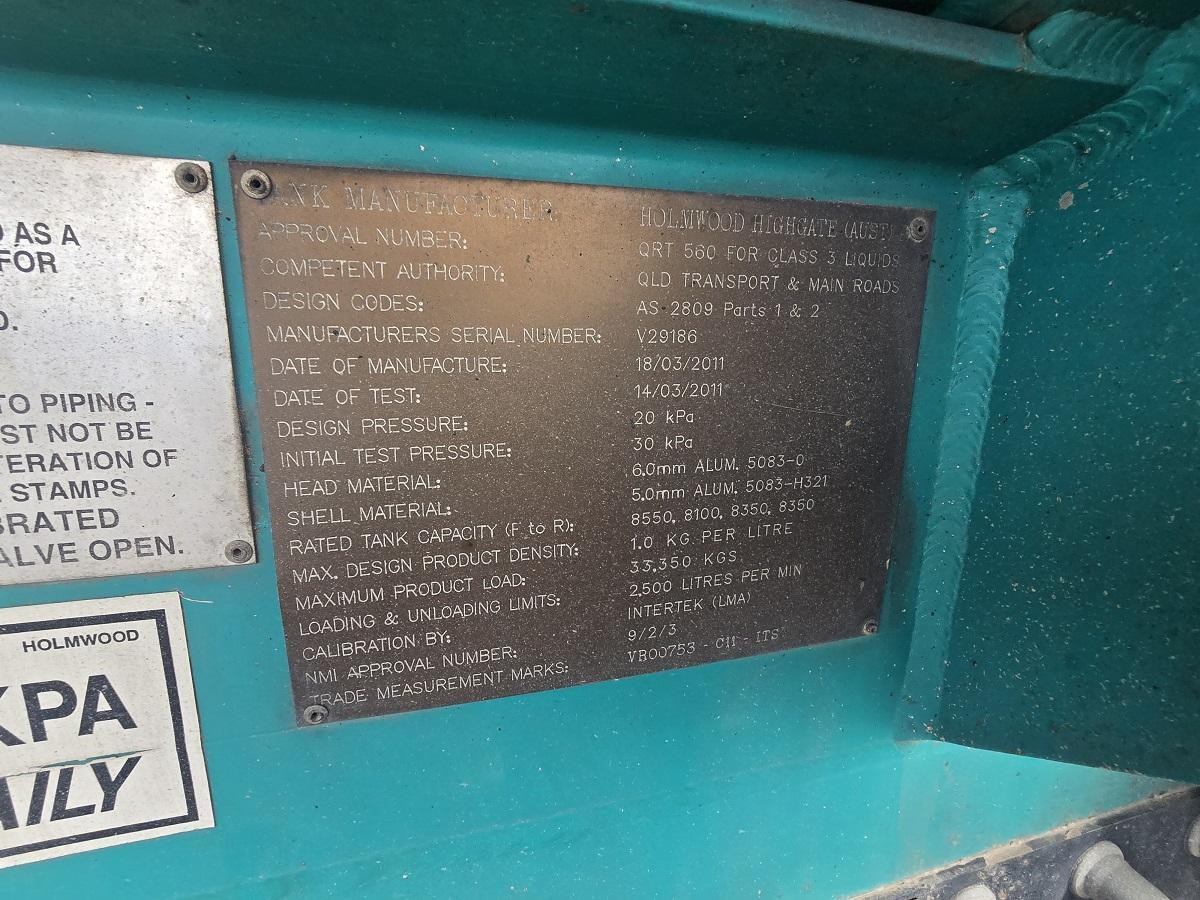 D AS A
FOR
D.
TO PIPING -
ST NOT BE
TERATION OF
STAMPS.
BRATED
ALVE OPEN.
HOLMWOOD
KPA
AILY
TANK MANUFACTURER HOLMWOOD HIGHGATE (AUST)
APPROVAL NUMBER: QRT 560 FOR CLASS 3 LIQUIDS
COMPETENT AUTHORITY: QLD TRANSPORT & MAIN ROADS
DESIGN CODES: AS 2809 Parts 1 & 2
MANUFACTURERS SERIAL NUMBER: V29186
DATE OF MANUFACTURE: 18/03/2011
DATE OF TEST: 14/03/2011
DESIGN PRESSURE: 20 kPa
INITIAL TEST PRESSURE: 30 kPa
HEAD MATERIAL: 6.0mm ALUM. 5083-0
SHELL MATERIAL: 5.0mm ALUM. 5083-H321
RATED TANK CAPACITY (F to R): 8550, 8100, 8350, 8350
MAX. DESIGN PRODUCT DENSITY: 1.0 KG PER LITRE
MAXIMUM PRODUCT LOAD: 33,350 KGS.
LOADING & UNLOADING LIMITS: 2,500 LITRES PER MIN
CALIBRATION BY: INTERTEK (LMA)
NMI APPROVAL NUMBER: 9/2/3
TRADE MEASUREMENT MARKS: VB00753 - C11 - ITS